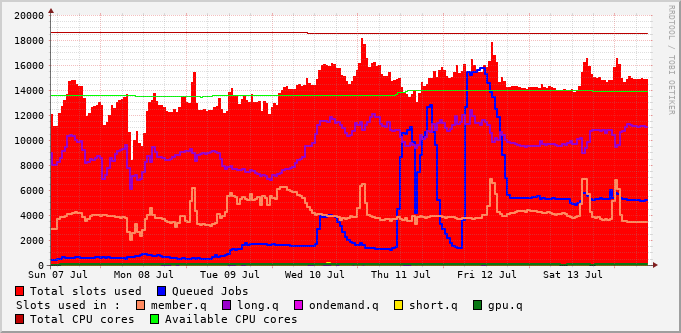 RRDTOOL / TOBI OETIKER
20000
18000
16000
14000
12000
10000
8000
6000
4000
2000
0
Sun 07 Jul Mon 08 Jul Tue 09 Jul Wed 10 Jul Thu 11 Jul Fri 12 Jul Sat 13 Jul
Total slots used Queued Jobs
Slots used in : member.q long.q ondemand.q short.q gpu.q
Total CPU cores Available CPU cores